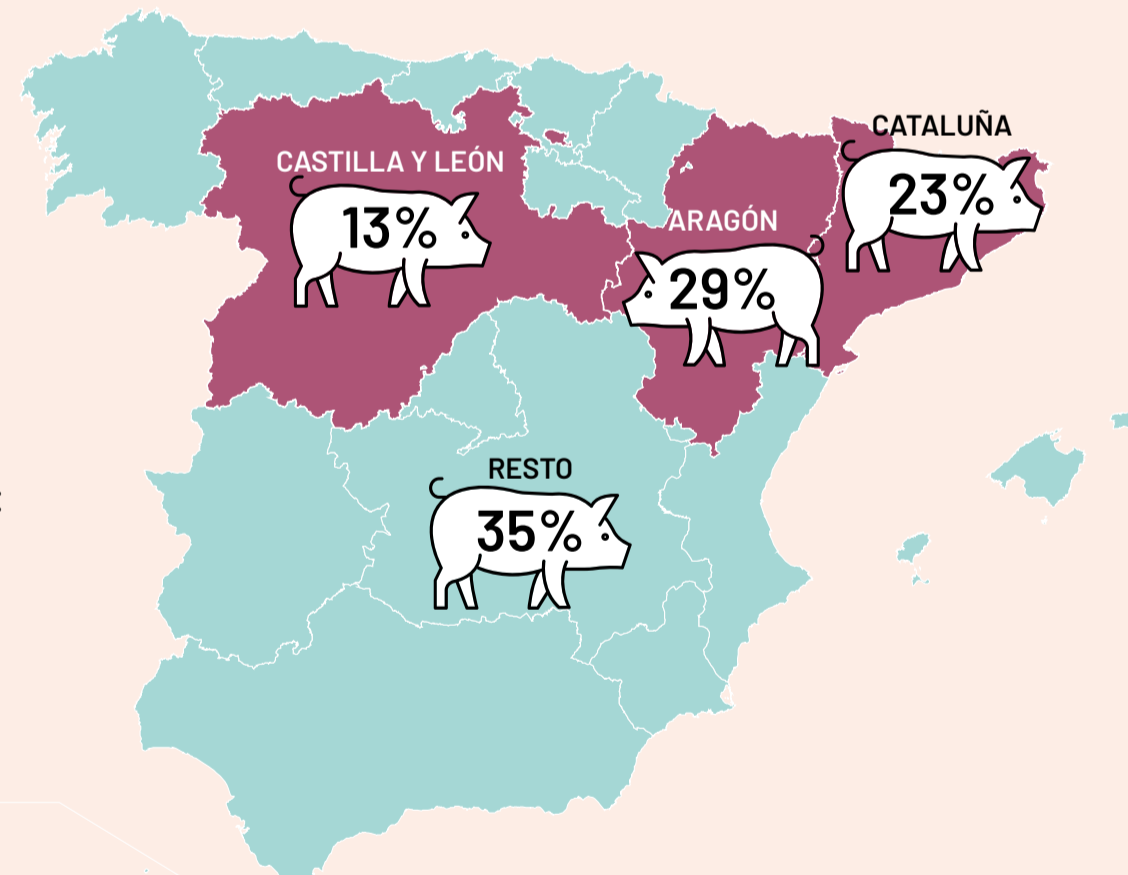 CATALUÑA
23%
CASTILLA Y LEÓN
13%
ARAGÓN
29%
RESTO
35%